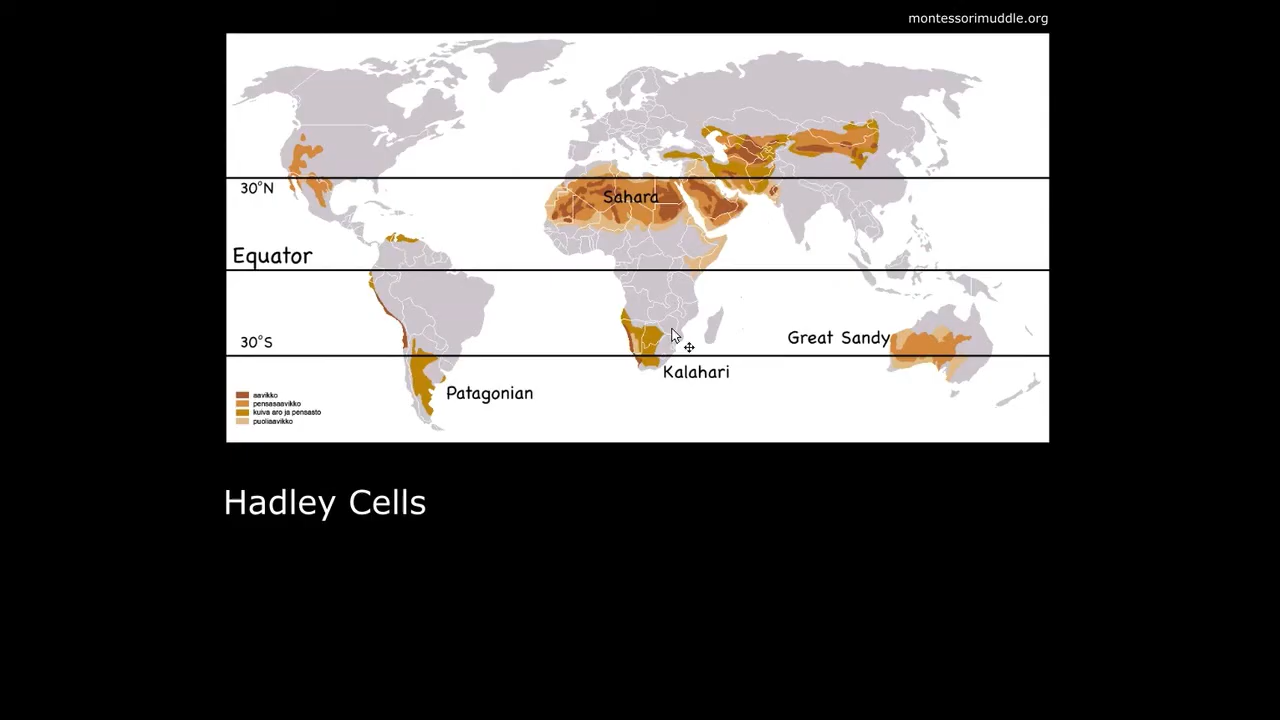 montessorimuddle.org
30°N
Sahara
Equator
30°S
Great Sandy
Kalahari
Patagonian
aavikko
pensasaavikko
kuiva aro ja pensasto
puoliaavikko
Hadley Cells